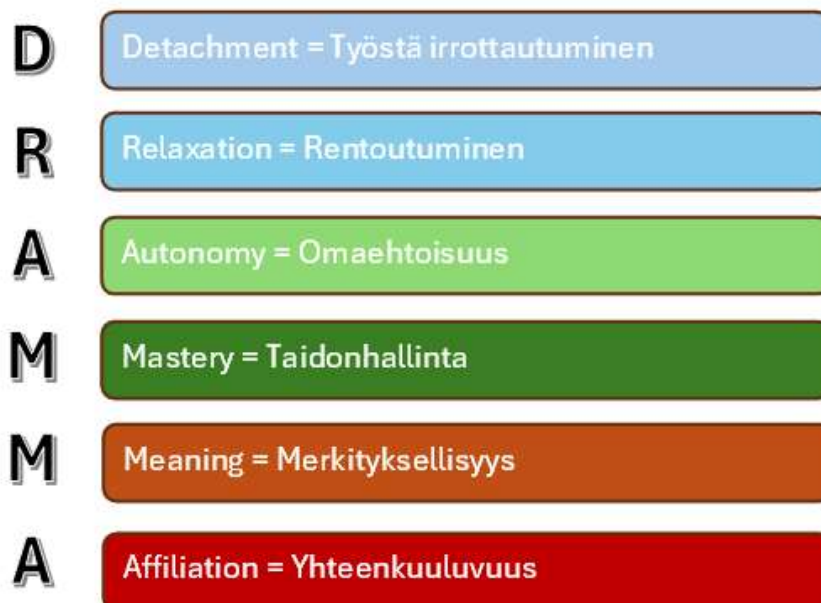 D Detachment = Työstä irrottautuminen
R Relaxation = Rentoutuminen
A Autonomy = Omaehtoisuus
M Mastery = Taidonhallinta
M Meaning = Merkityksellisyys
A Affiliation = Yhteenkuuluvuus